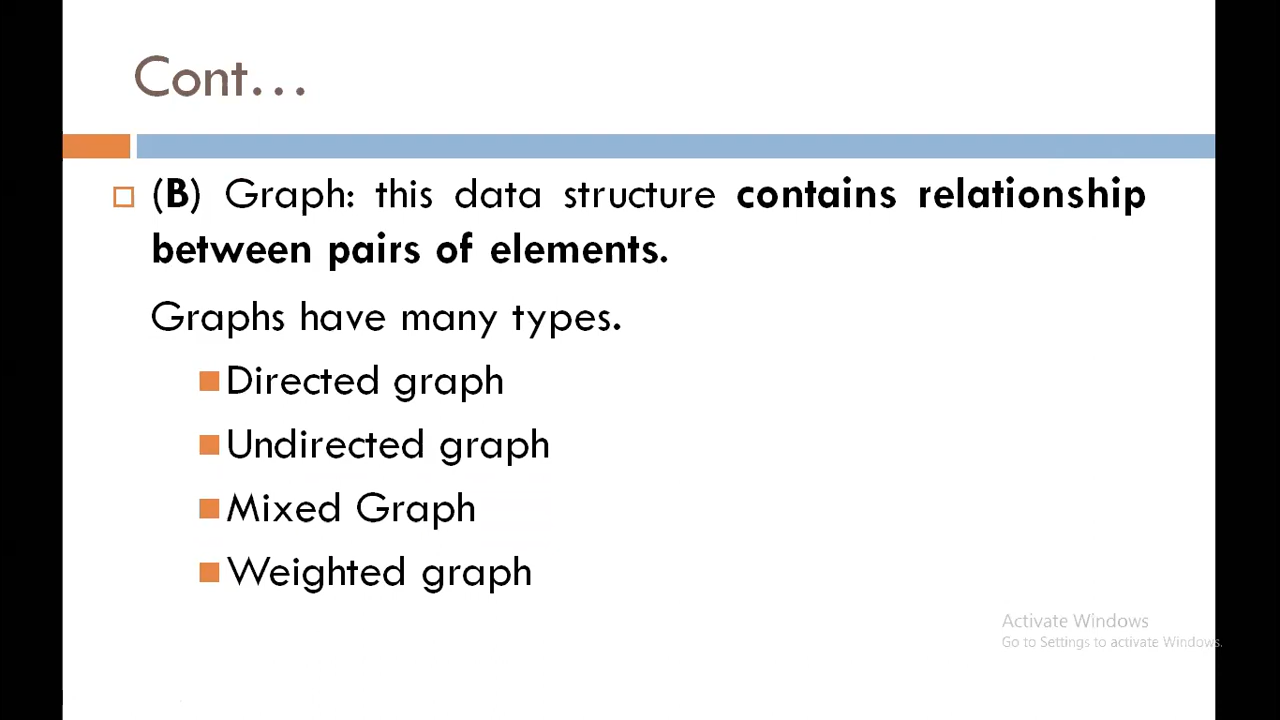 Cont…
(B) Graph: this data structure contains relationship
between pairs of elements.
Graphs have many types.
Directed graph
Undirected graph
Mixed Graph
Weighted graph
Activate Windows
Go to Settings to activate Windows.